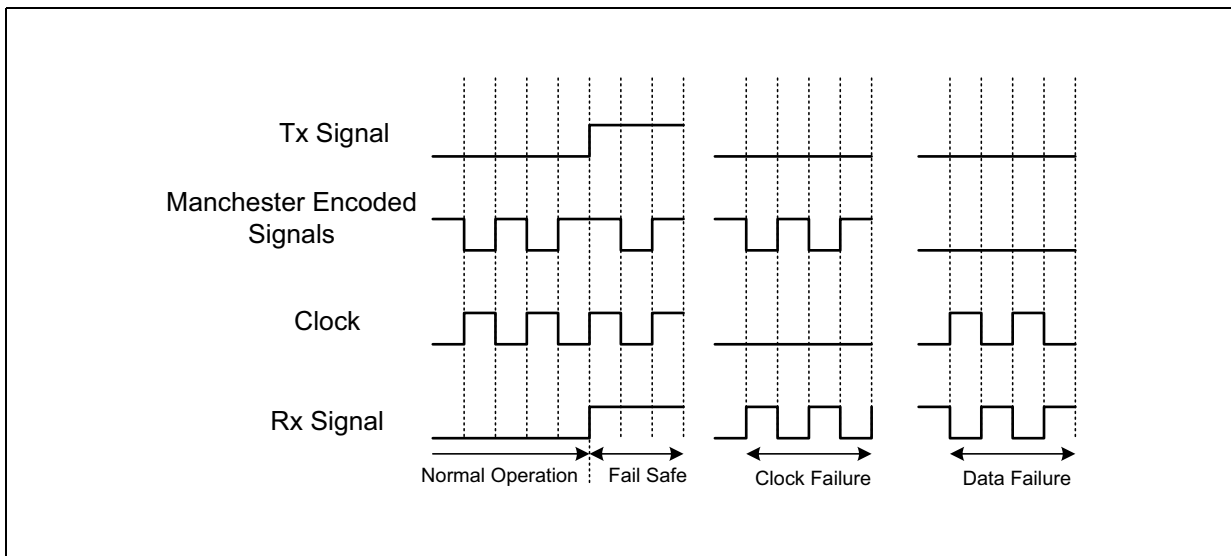 Tx Signal
Manchester Encoded
Signals
Clock
Rx Signal
Normal Operation
Fail Safe
Clock Failure
Data Failure